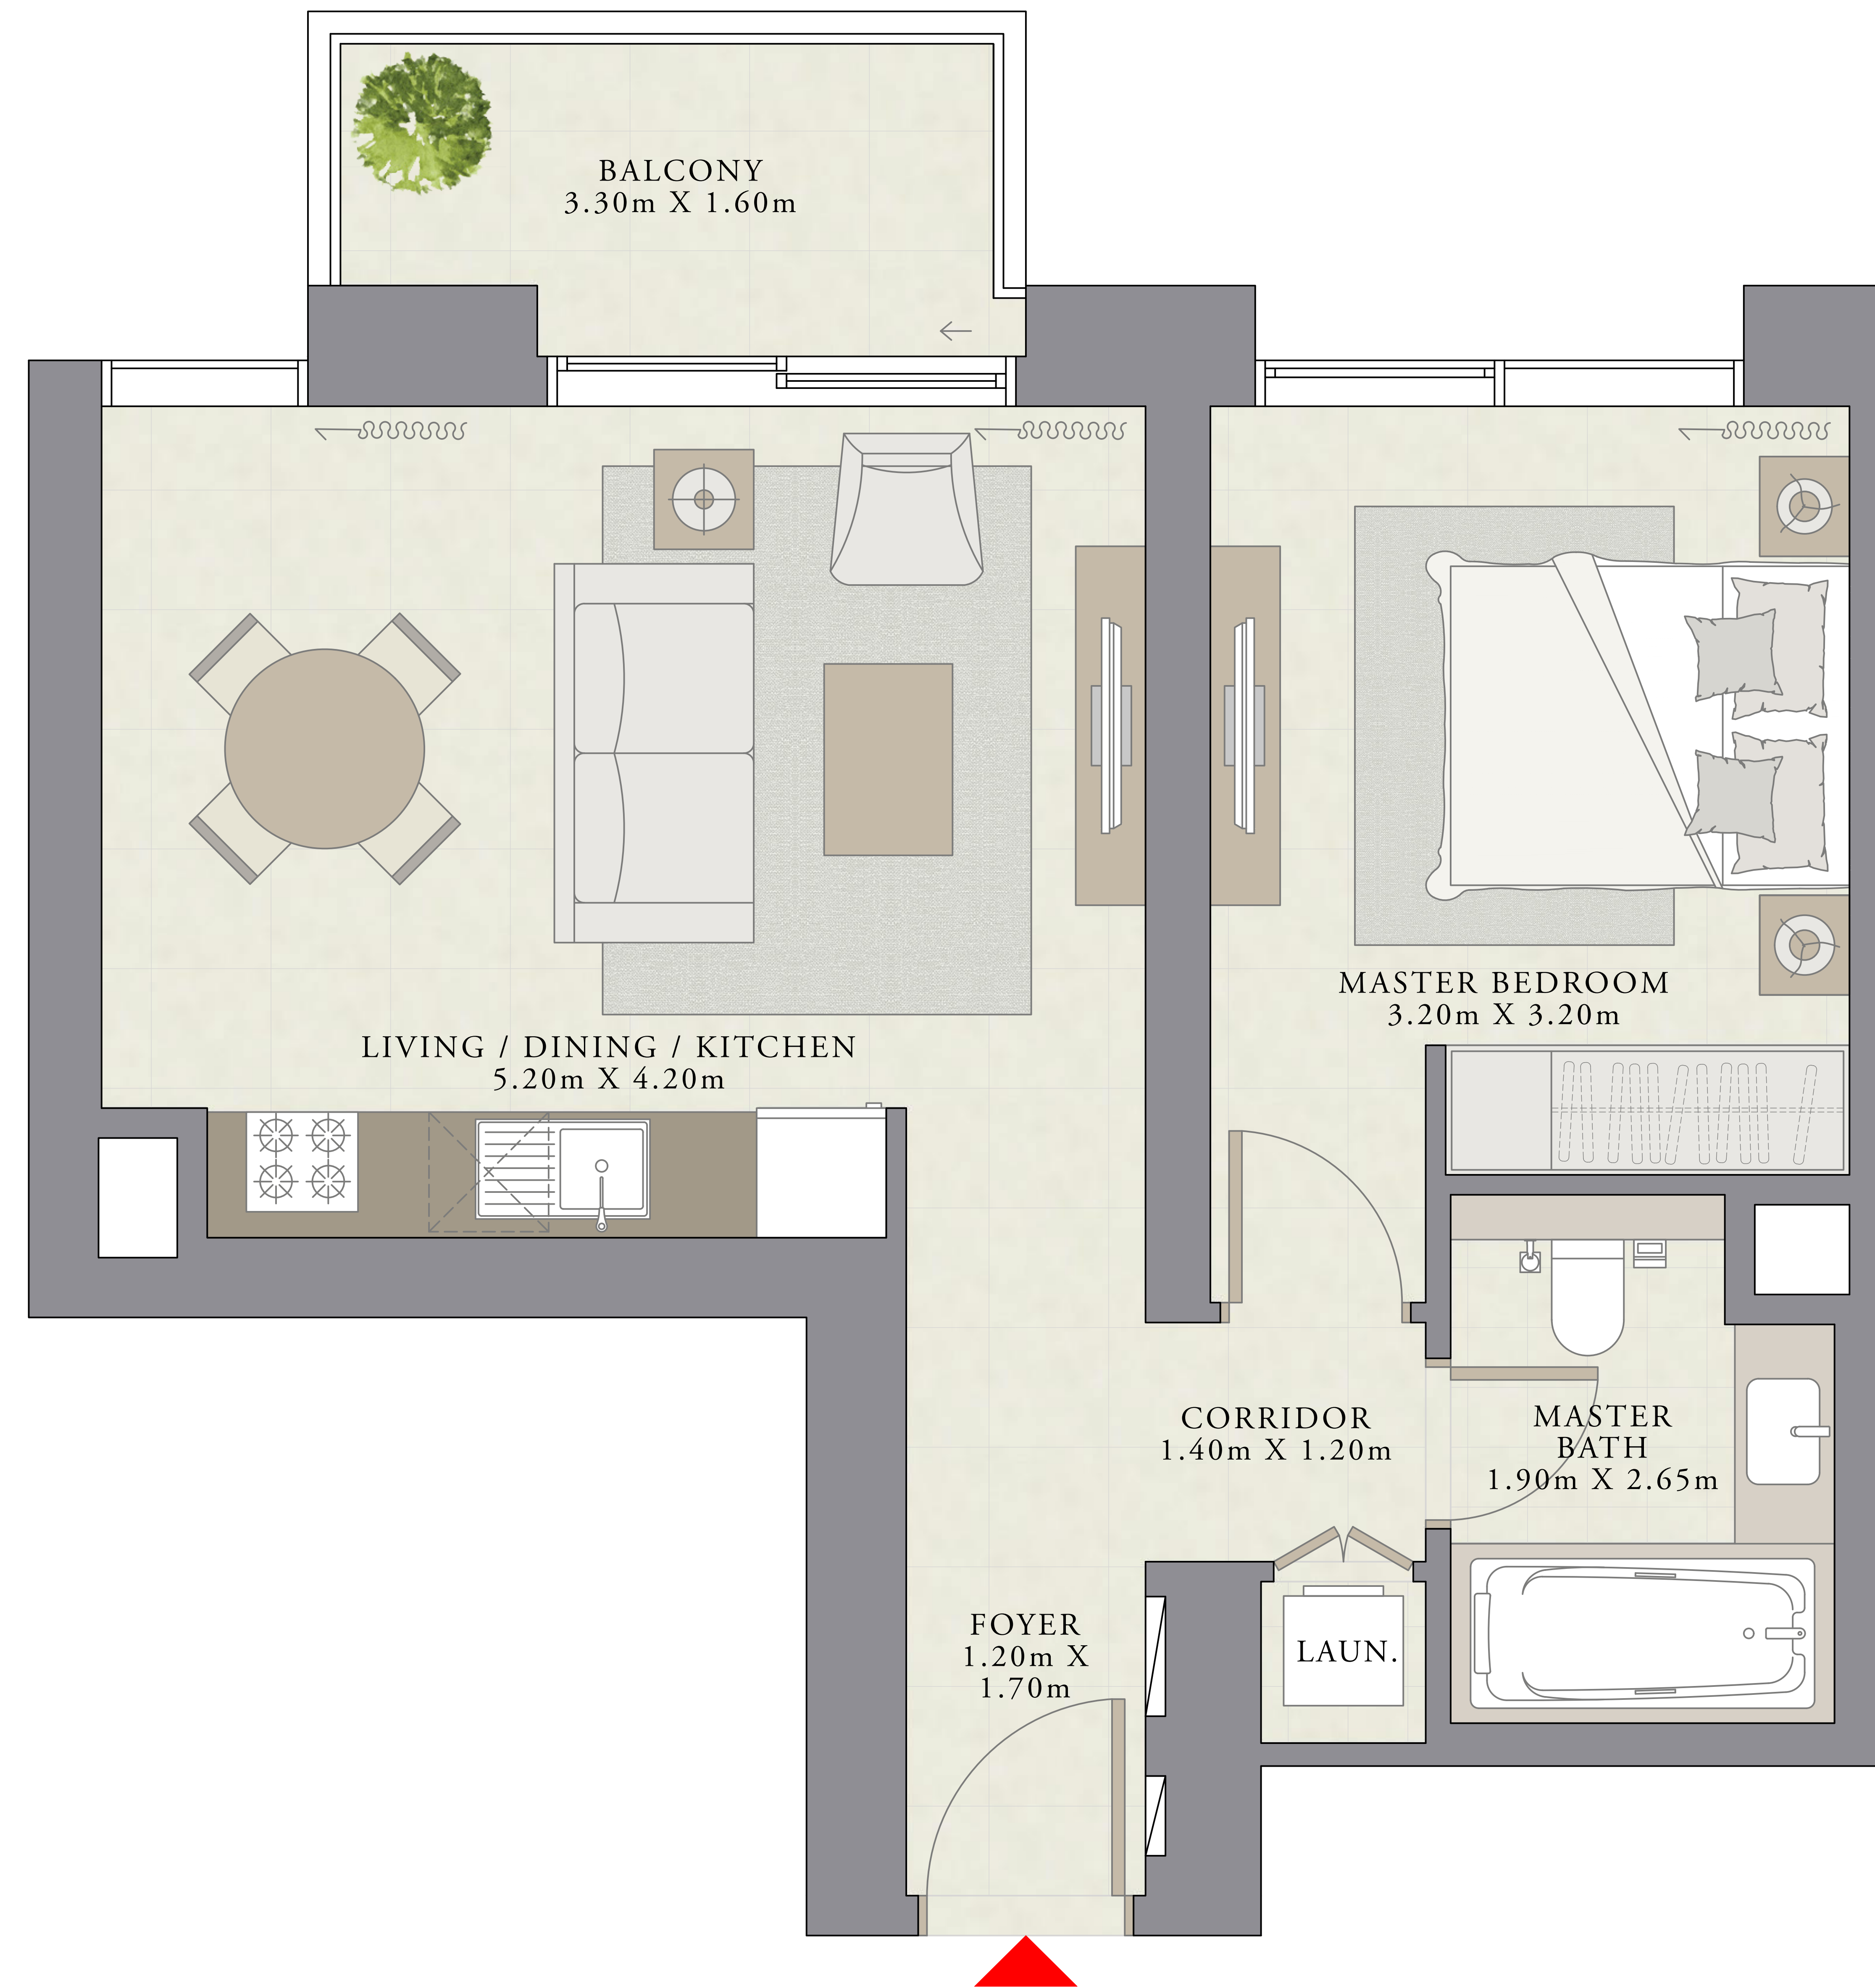 BALCONY
3.30m X 1.60m
MASTER BEDROOM
3.20m X 3.20m
LIVING / DINING / KITCHEN
5.20m X 4.20m
CORRIDOR
1.40m X 1.20m
MASTER
BATH
1.90m X 2.65m
FOYER
1.20m X
1.70m
LAUN.